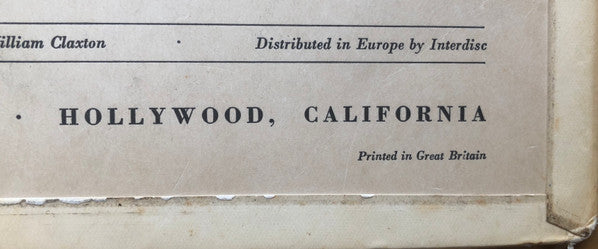 illiam Claxton · Distributed in Europe by Interdisc
· HOLLYWOOD, CALIFORNIA
Printed in Great Britain